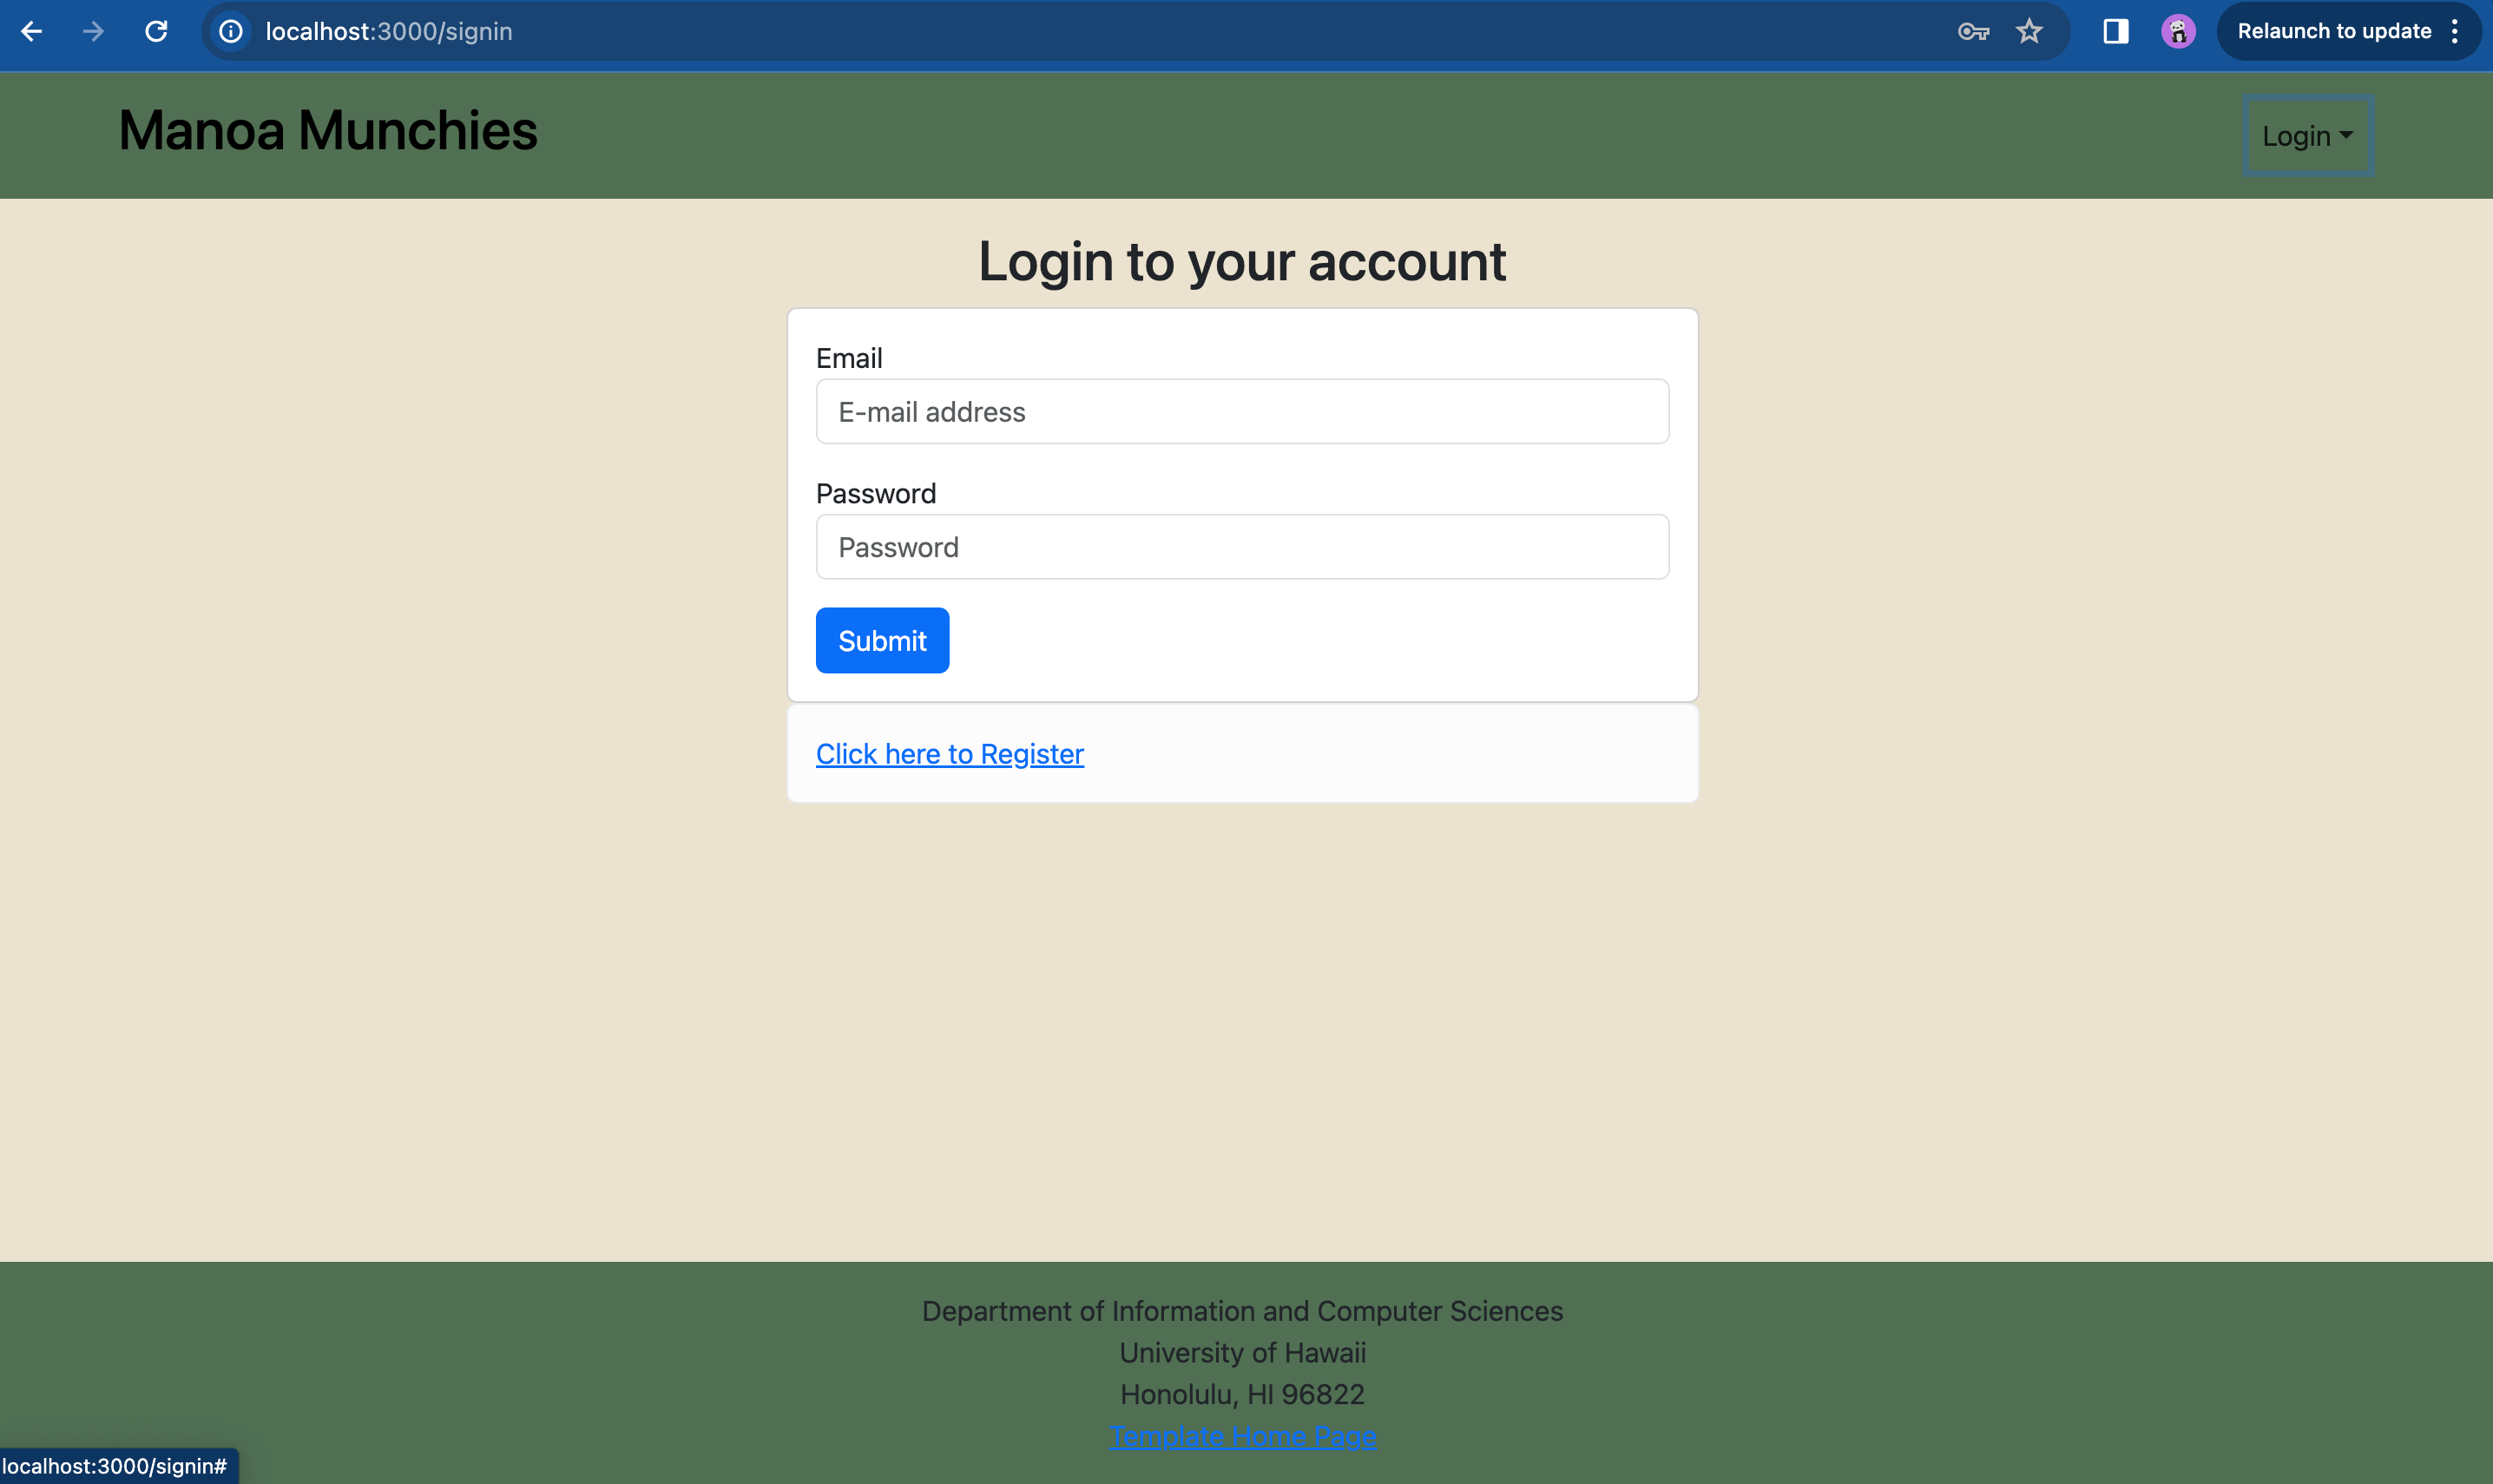 localhost:3000/signin
Relaunch to update
Manoa Munchies
Login
Login to your account
Email
E-mail address
Password
Password
Submit
Click here to Register
Department of Information and Computer Sciences
University of Hawaii
Honolulu, HI 96822
Template Home Page
localhost:3000/signin#